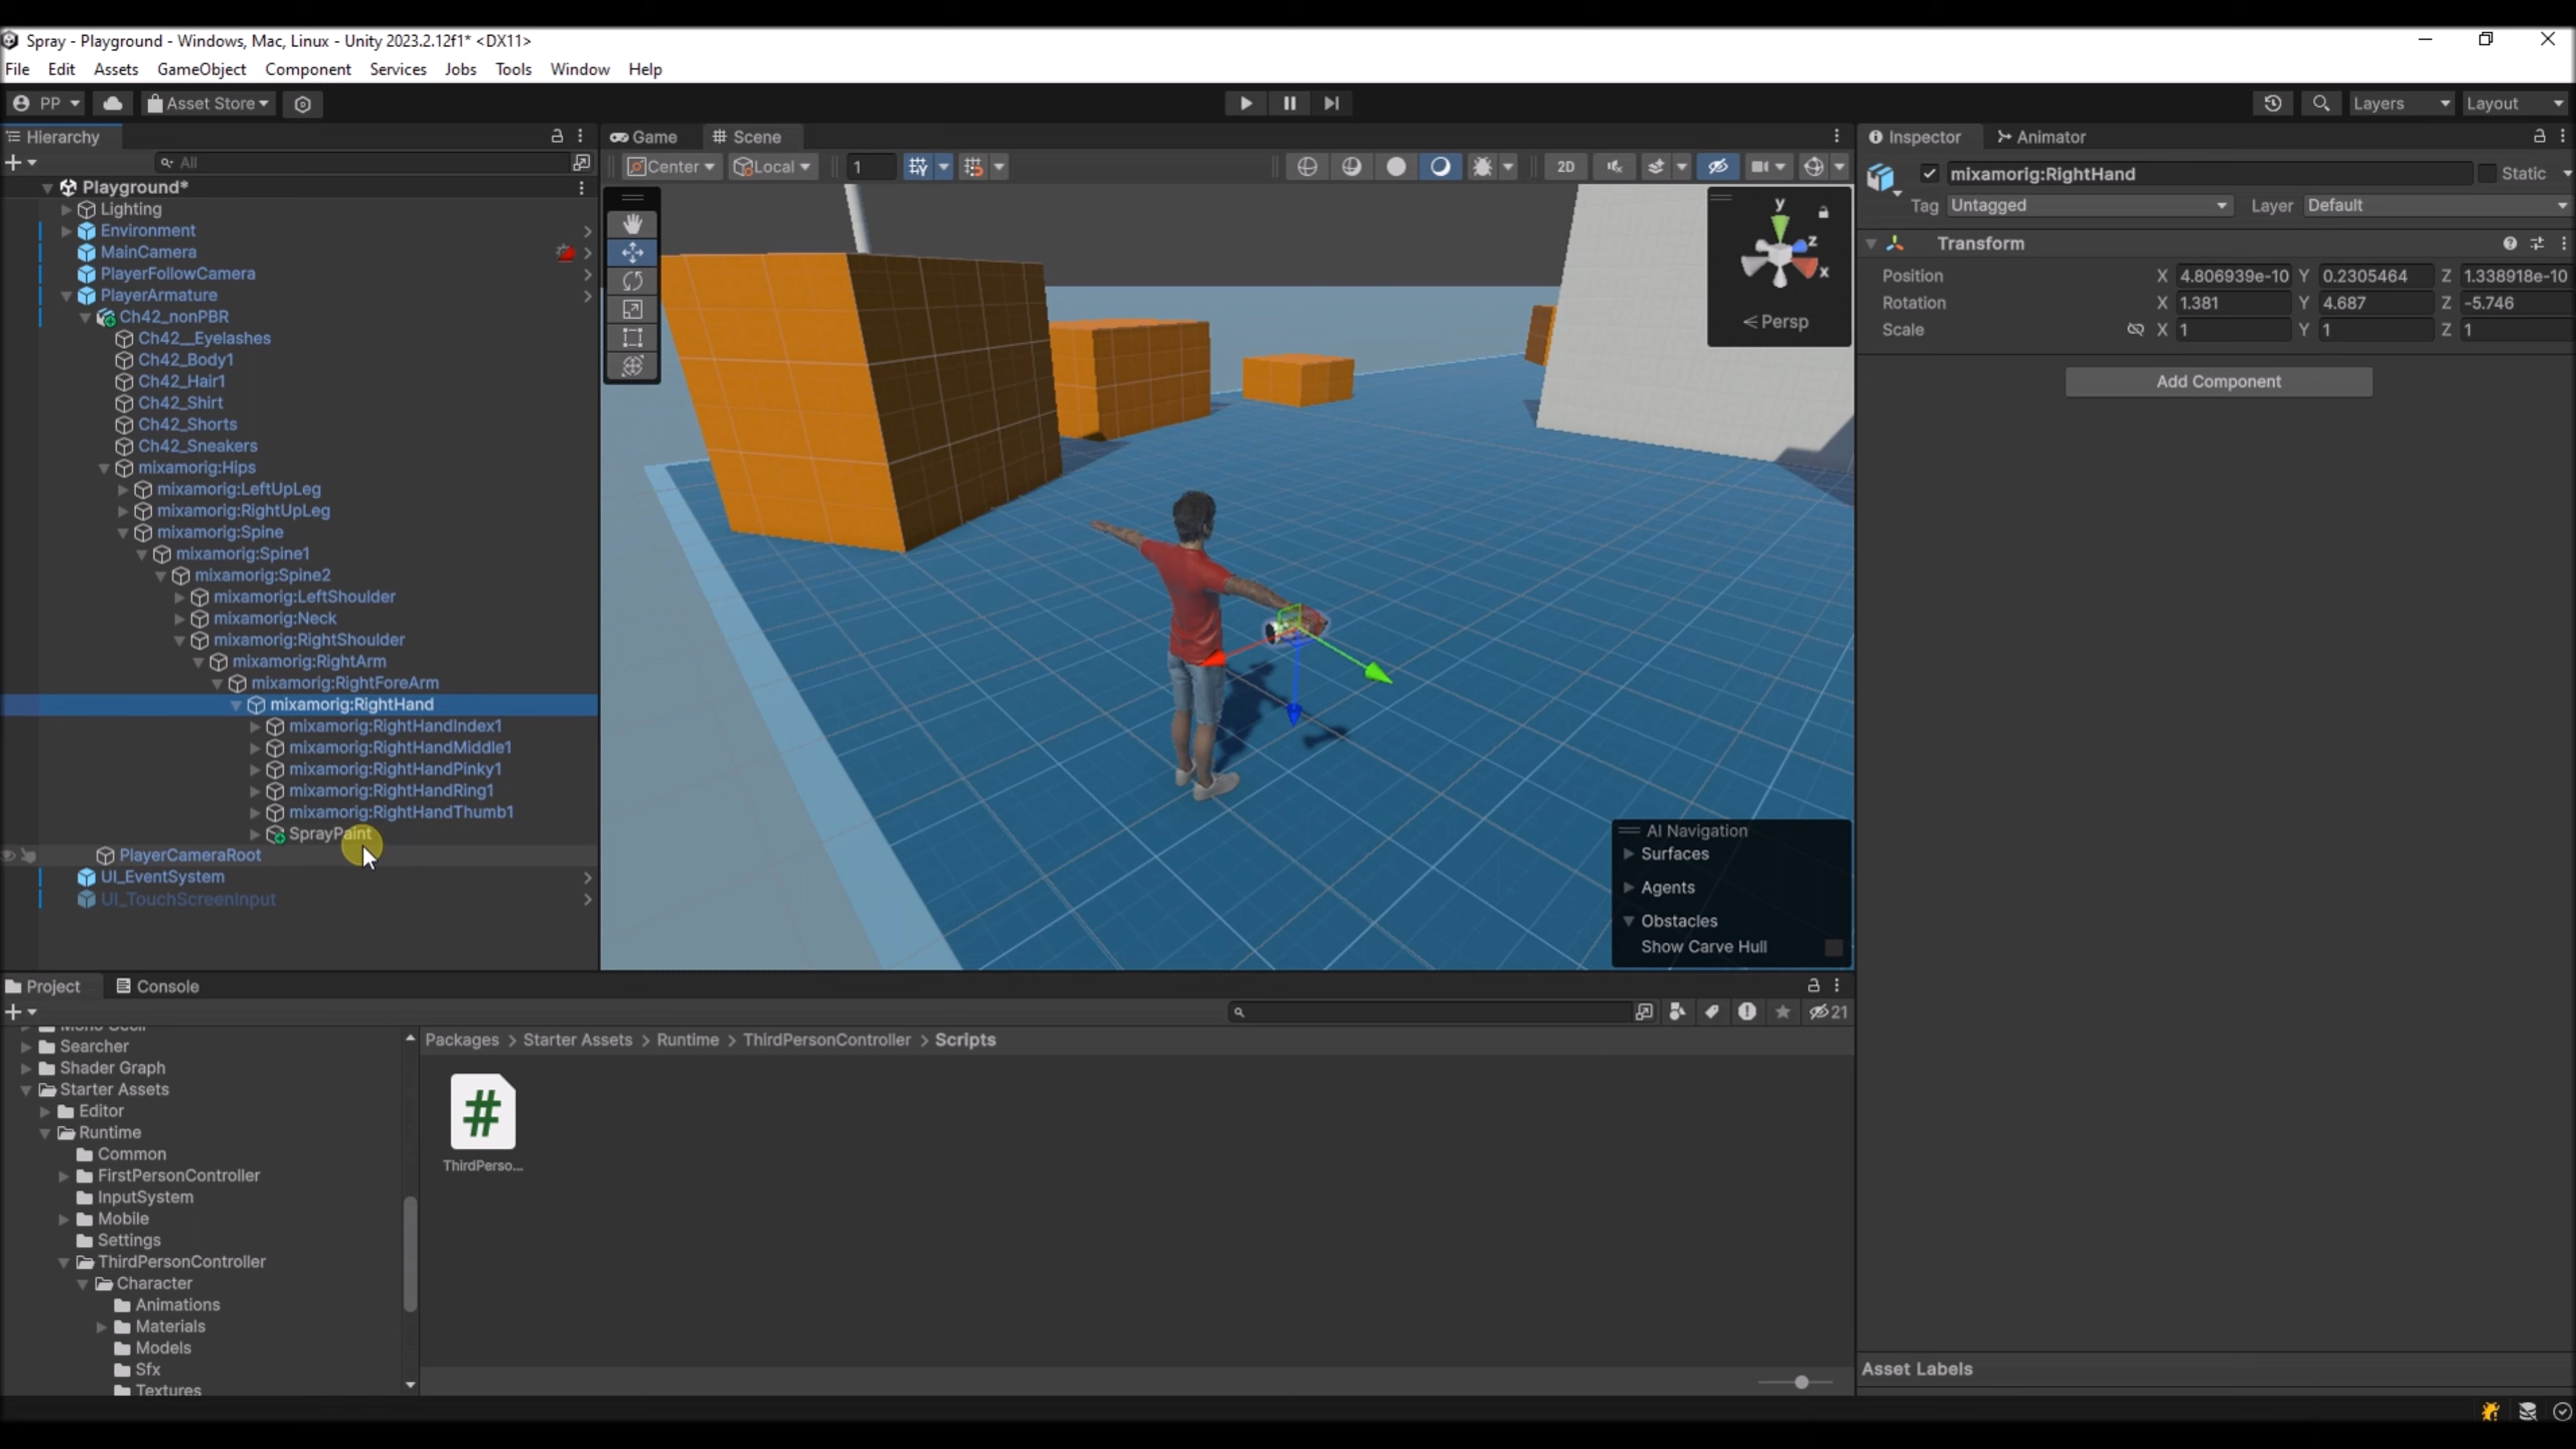 Spray - Playground - Windows, Mac, Linux - Unity 2023.2.12f1* <DX11>
File Edit Assets GameObject Component Services Jobs Tools Window Help
PP Asset Store Layers Layout
Hierarchy
All
Playground*
Lighting
Environment
MainCamera
PlayerFollowCamera
PlayerArmature
Ch42_nonPBR
Ch42__Eyelashes
Ch42_Body1
Ch42_Hair1
Ch42_Shirt
Ch42_Shorts
Ch42_Sneakers
mixamorig:Hips
mixamorig:LeftUpLeg
mixamorig:RightUpLeg
mixamorig:Spine
mixamorig:Spine1
mixamorig:Spine2
mixamorig:LeftShoulder
mixamorig:Neck
mixamorig:RightShoulder
mixamorig:RightArm
mixamorig:RightForeArm
mixamorig:RightHand
mixamorig:RightHandIndex1
mixamorig:RightHandMiddle1
mixamorig:RightHandPinky1
mixamorig:RightHandRing1
mixamorig:RightHandThumb1
SprayPaint
PlayerCameraRoot
UI_EventSystem
UI_TouchScreenInput
Game Scene
Center Local 1 2D
y
z
x
Persp
AI Navigation
Surfaces
Agents
Obstacles
Show Carve Hull
Inspector Animator
mixamorig:RightHand Static
Tag Untagged Layer Default
Transform
Position X 4.806939e-10 Y 0.2305464 Z 1.338918e-10
Rotation X 1.381 Y 4.687 Z -5.746
Scale X 1 Y 1 Z 1
Add Component
Asset Labels
Project Console
21
Searcher
Shader Graph
Starter Assets
Editor
Runtime
Common
FirstPersonController
InputSystem
Mobile
Settings
ThirdPersonController
Character
Animations
Materials
Models
Sfx
Textures
Packages > Starter Assets > Runtime > ThirdPersonController > Scripts
#
ThirdPerso...